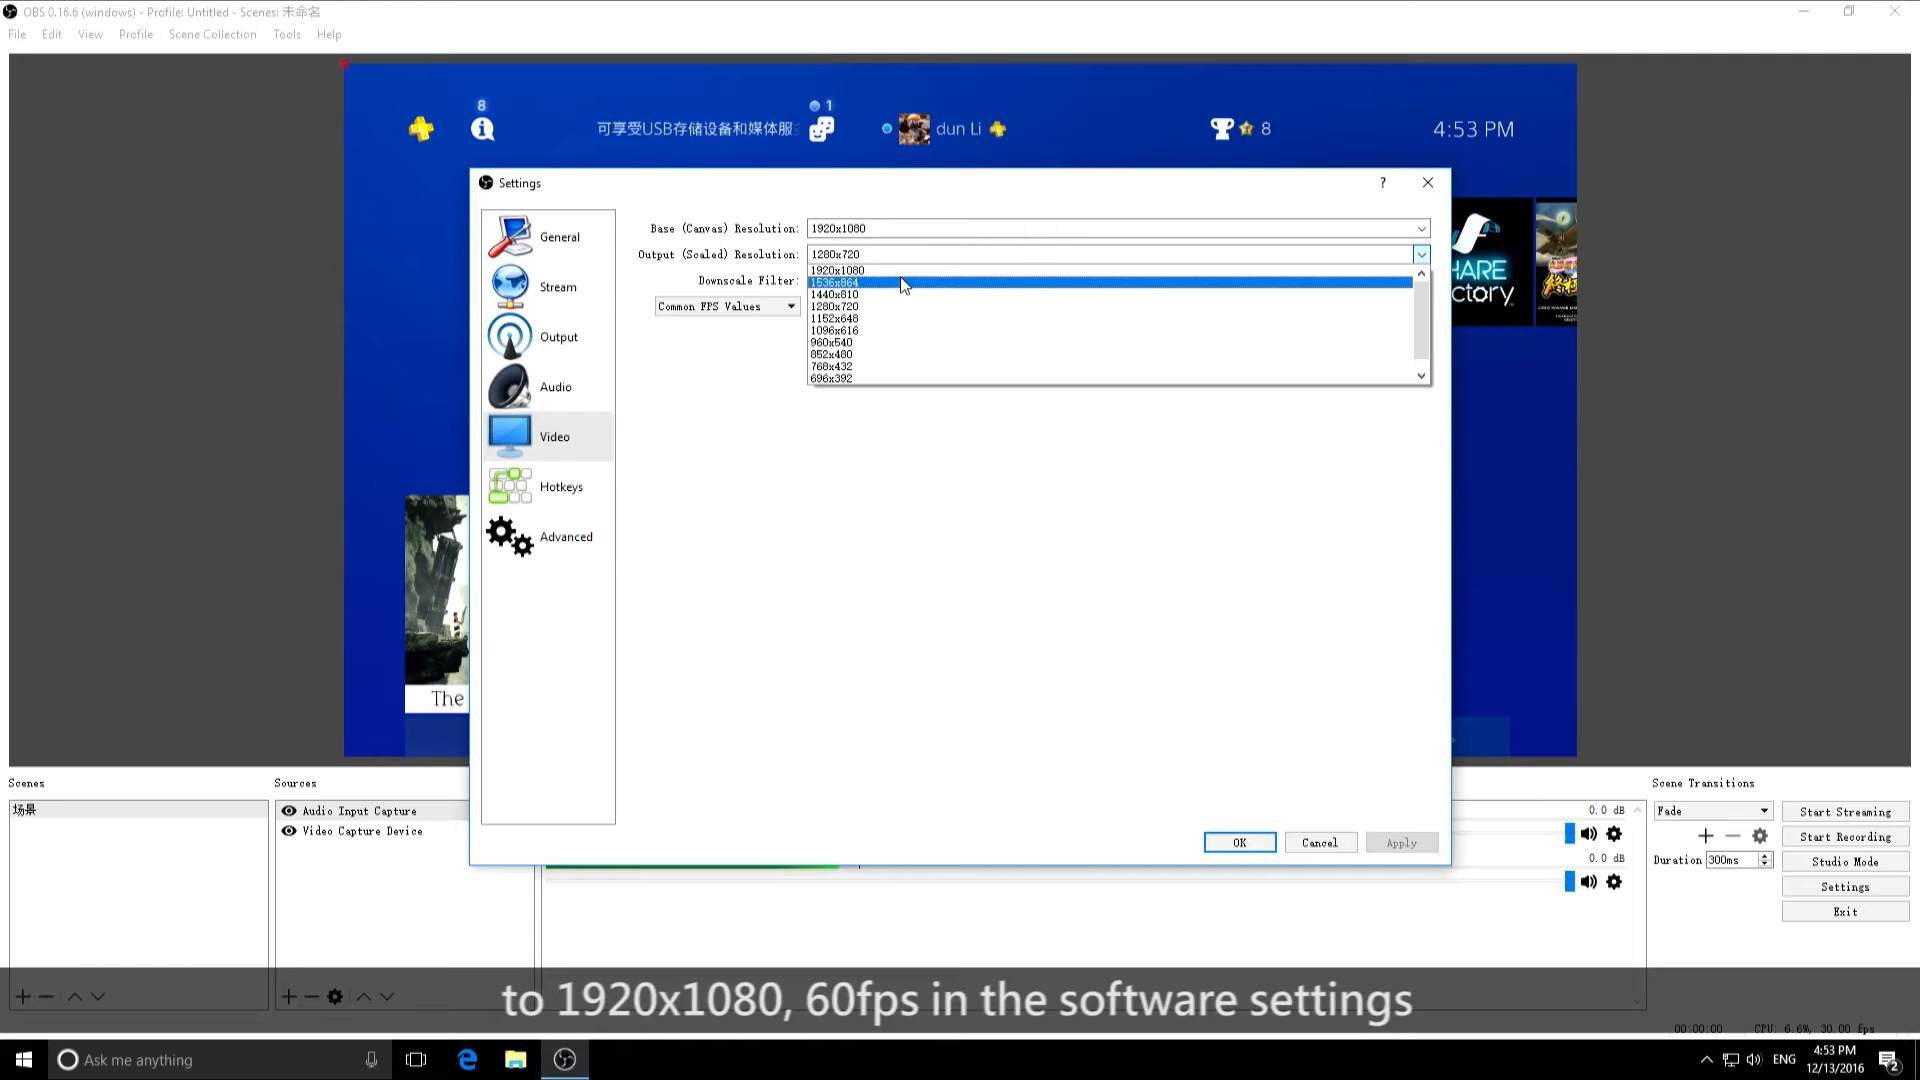 OBS 0.16.6 (windows) - Profile: Untitled - Scenes: 未命名
File Edit View Profile Scene Collection Tools Help
8
1
可享受USB存储设备和媒体服
dun Li
8
4:53 PM
Settings
?
General
Stream
Output
Audio
Video
Hotkeys
Advanced
Base (Canvas) Resolution: 1920x1080
Output (Scaled) Resolution: 1280x720
Downscale Filter:
Common FPS Values
1920x1080
1536x864
1440x810
1280x720
1152x648
1096x616
960x540
852x480
768x432
696x392
HARE
ctory
The
OK Cancel Apply
Scenes
场景
Sources
Audio Input Capture
Video Capture Device
0.0 dB
0.0 dB
Scene Transitions
Fade
Duration 300ms
Start Streaming
Start Recording
Studio Mode
Settings
Exit
to 1920x1080, 60fps in the software settings
00:00:00 CPU: 6.6%, 30.00 fps
Ask me anything
ENG
4:53 PM
12/13/2016
2